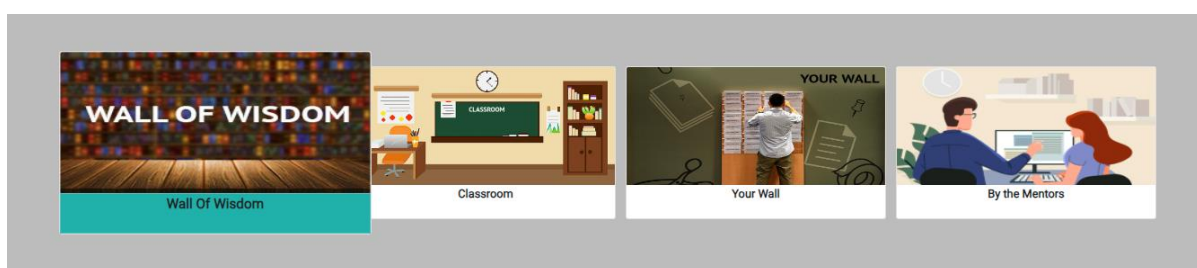 WALL OF WISDOM
Wall Of Wisdom
CLASSROOM
Classroom
YOUR WALL
Your Wall
By the Mentors